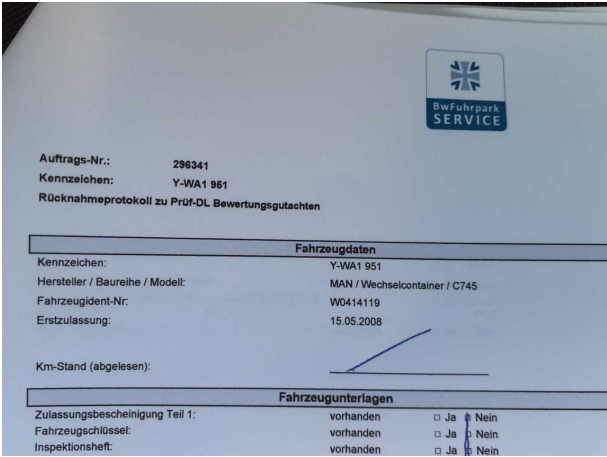 BwFuhrpark
SERVICE
Auftrags-Nr.: 296341
Kennzeichen: Y-WA1 951
Rücknahmeprotokoll zu Prüf-DL Bewertungsgutachten
Fahrzeugdaten
Kennzeichen: Y-WA1 951
Hersteller / Baureihe / Modell: MAN / Wechselcontainer / C745
Fahrzeugident-Nr: W0414119
Erstzulassung: 15.05.2008
Km-Stand (abgelesen):
Fahrzeugunterlagen
Zulassungsbescheinigung Teil 1: vorhanden □ Ja □ Nein
Fahrzeugschlüssel: vorhanden □ Ja □ Nein
Inspektionsheft: vorhanden □ Ja □ Nein